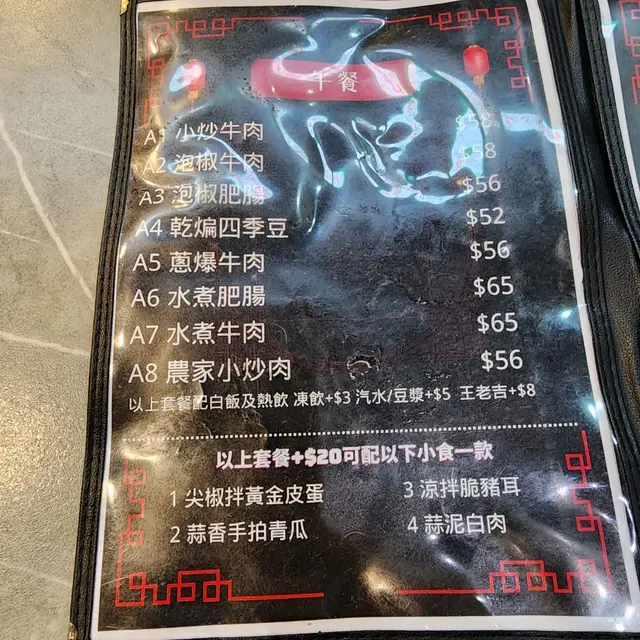 午餐
A1 小炒牛肉 $58
A2 泡椒牛肉 $58
A3 泡椒肥腸 $56
A4 乾煸四季豆 $52
A5 蔥爆牛肉 $56
A6 水煮肥腸 $65
A7 水煮牛肉 $65
A8 農家小炒肉 $56
以上套餐配白飯及熱飲 凍飲+$3 汽水/豆漿+$5 王老吉+$8
以上套餐+$20可配以下小食一款
1 尖椒拌黃金皮蛋 3 涼拌脆豬耳
2 蒜香手拍青瓜 4 蒜泥白肉